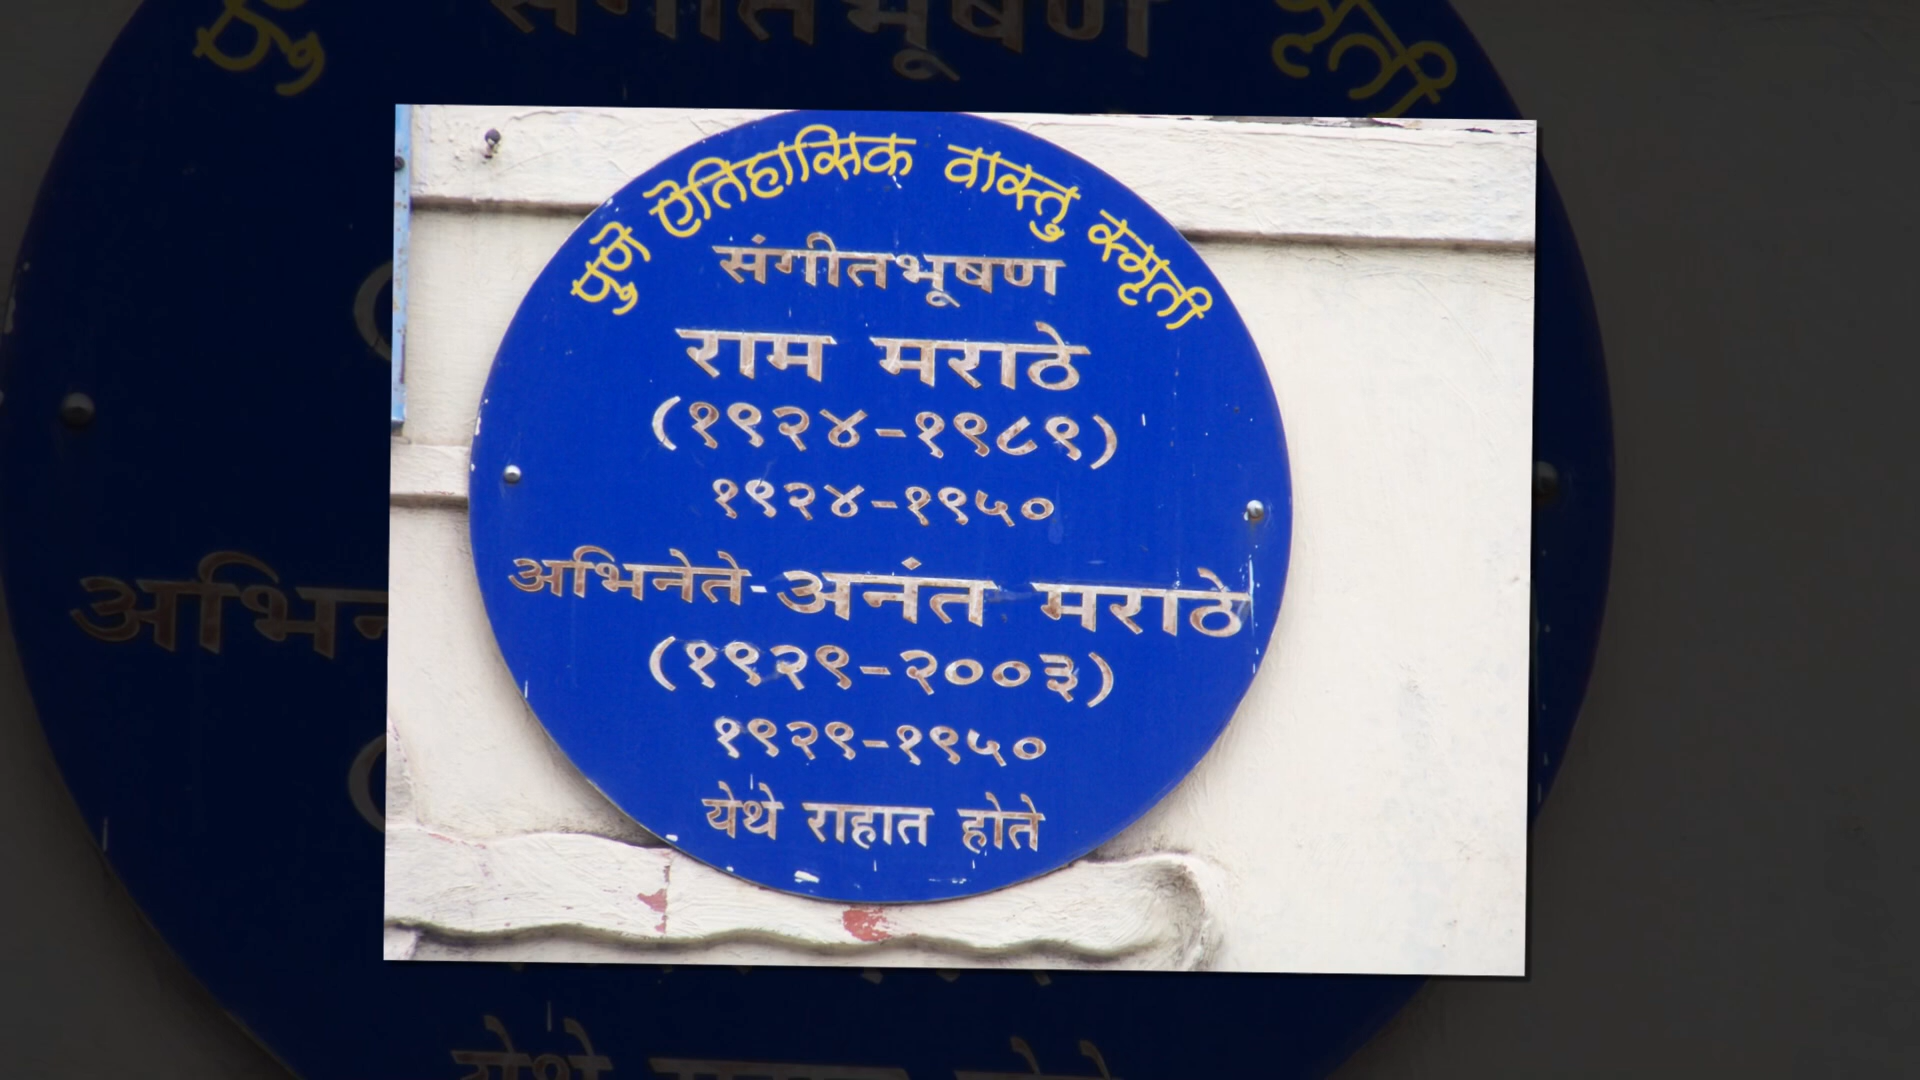 पुणे ऐतिहासिक वास्तु स्मृती
संगीतभूषण
राम मराठे
(१९२४-१९८९)
१९२४-१९५०
अभिनेते-अनंत मराठे
(१९२९-२००३)
१९२९-१९५०
येथे राहात होते